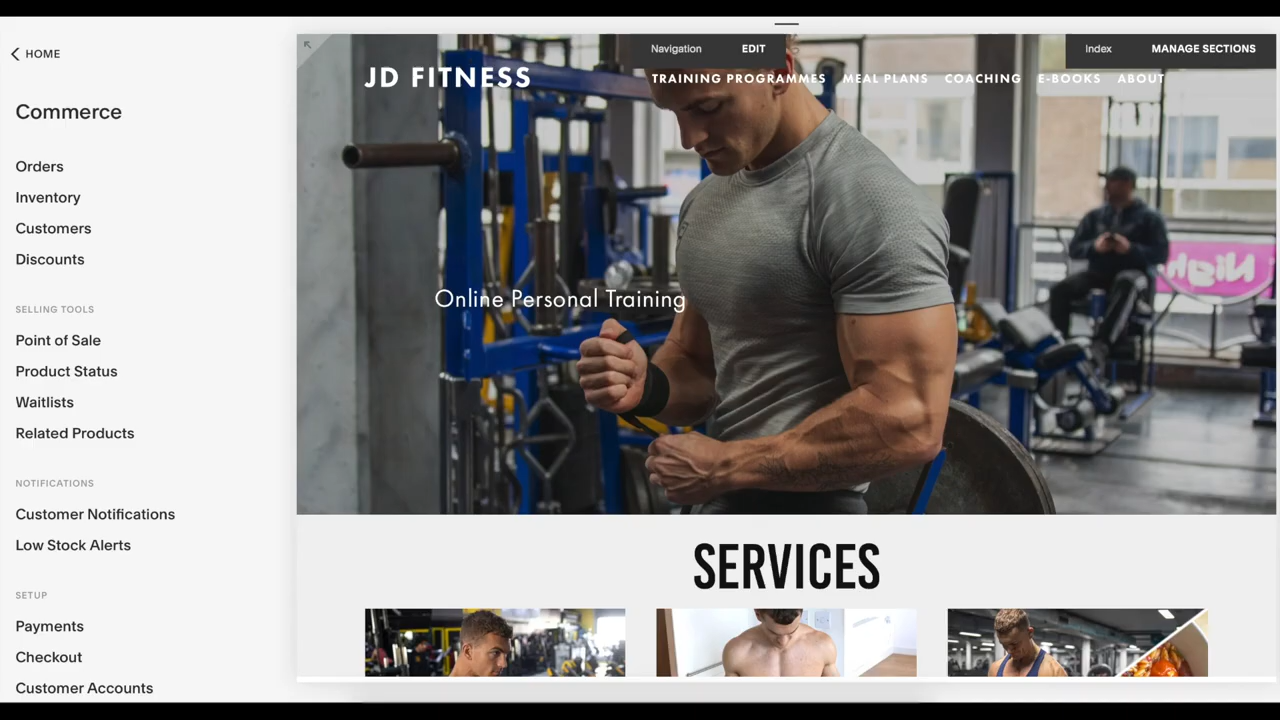 HOME
Commerce
Orders
Inventory
Customers
Discounts
SELLING TOOLS
Point of Sale
Product Status
Waitlists
Related Products
NOTIFICATIONS
Customer Notifications
Low Stock Alerts
SETUP
Payments
Checkout
Customer Accounts
Navigation EDIT
Index MANAGE SECTIONS
JD FITNESS
TRAINING PROGRAMMES MEAL PLANS COACHING E-BOOKS ABOUT
Online Personal Training
SERVICES